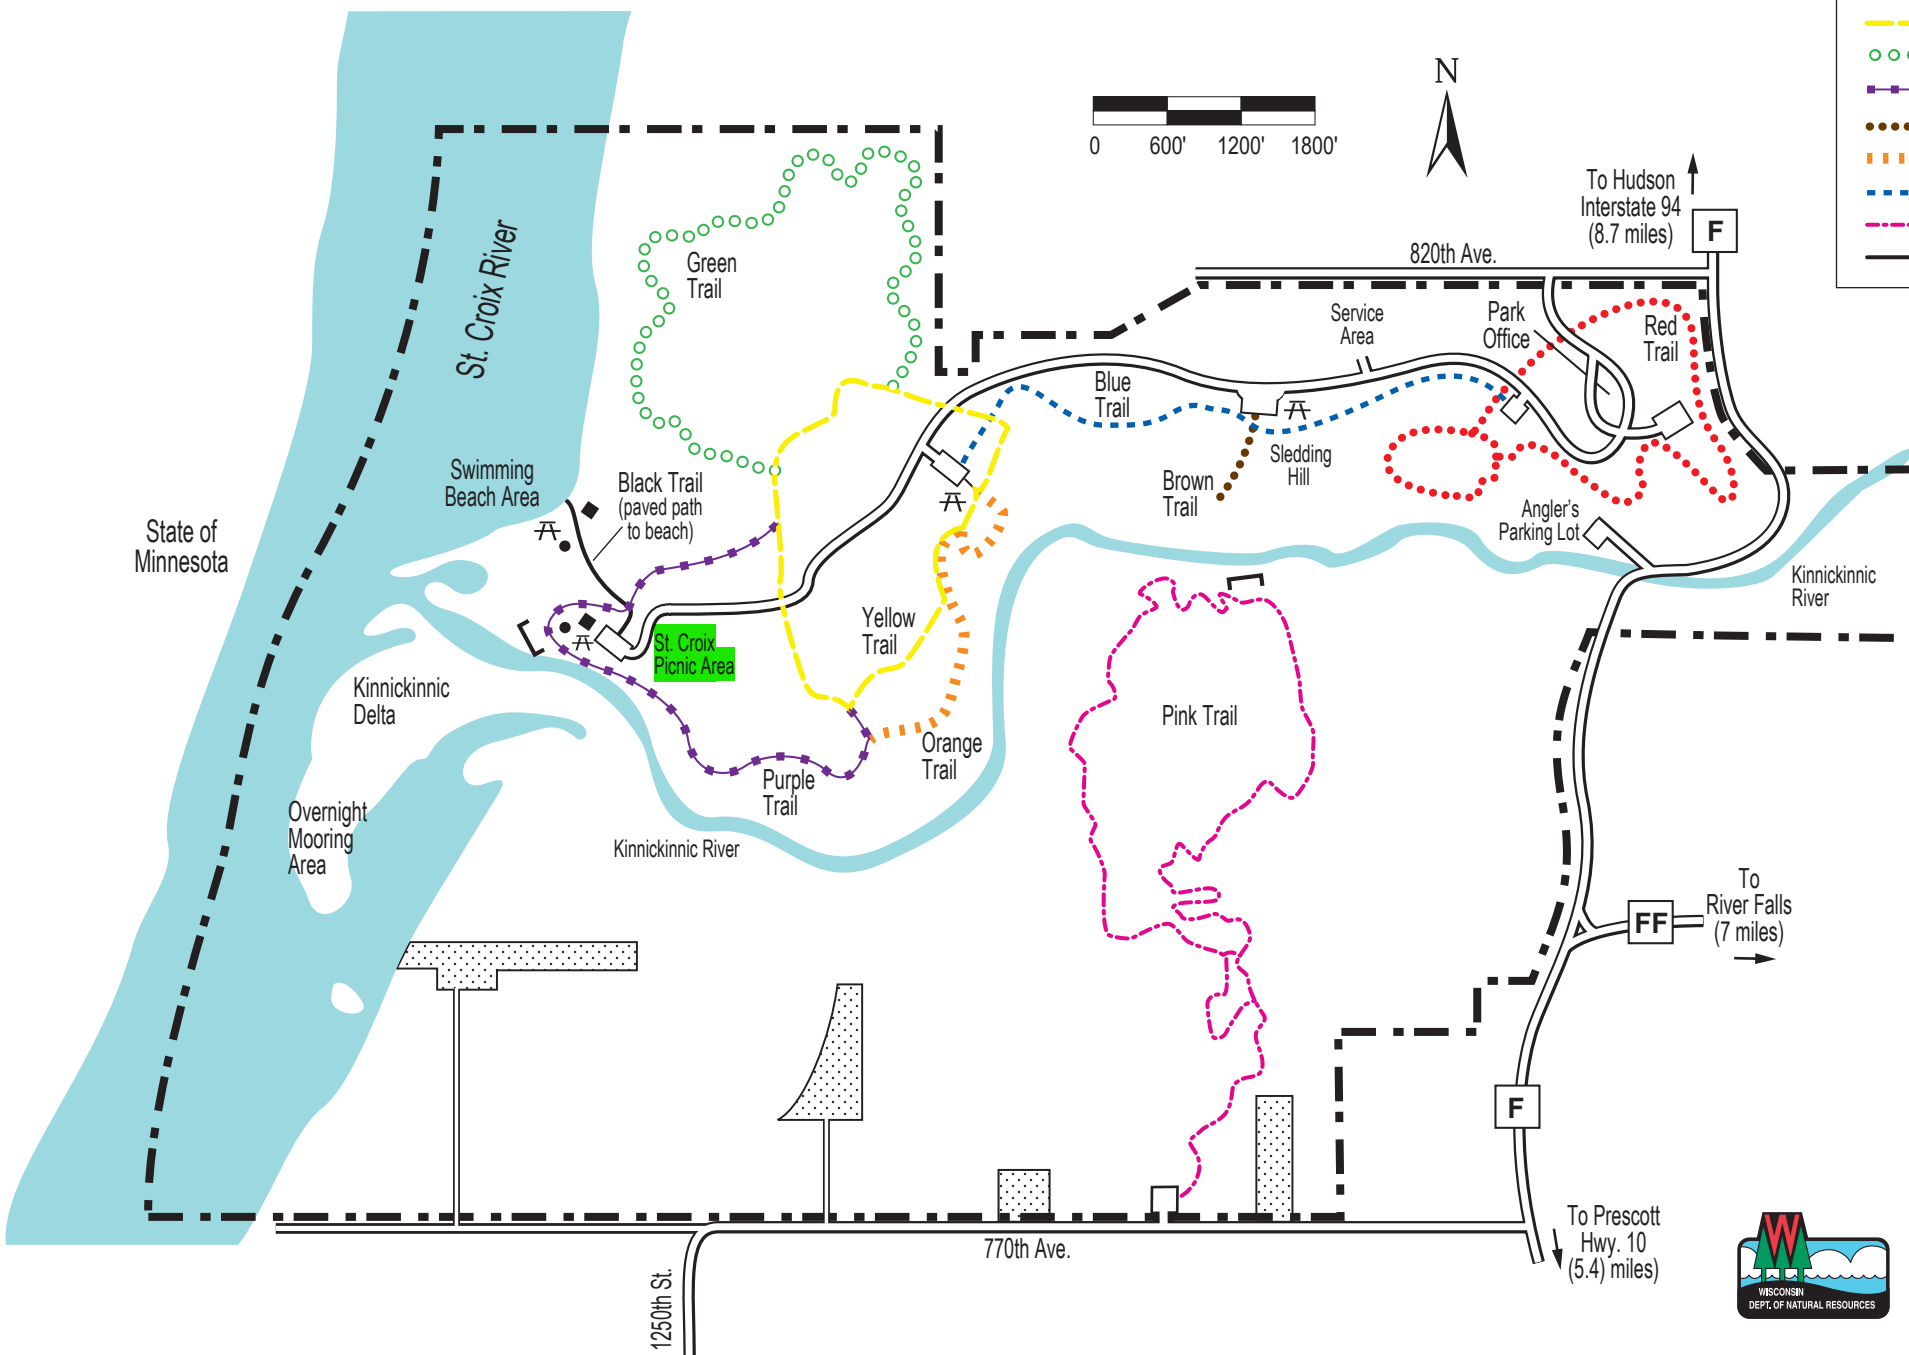 0 600' 1200' 1800'
N
To Hudson
Interstate 94
(8.7 miles)
F
820th Ave.
St. Croix River
Green
Trail
Service
Area
Park
Office
Red
Trail
Blue
Trail
Swimming
Beach Area
Black Trail
(paved path
to beach)
Brown
Trail
Sledding
Hill
Angler's
Parking Lot
State of
Minnesota
Kinnickinnic
River
Yellow
Trail
St. Croix
Picnic Area
Kinnickinnic
Delta
Pink Trail
Orange
Trail
Purple
Trail
Overnight
Mooring
Area
Kinnickinnic River
To
River Falls
(7 miles)
FF
F
770th Ave.
1250th St.
To Prescott
Hwy. 10
(5.4) miles)
W
WISCONSIN
DEPT. OF NATURAL RESOURCES